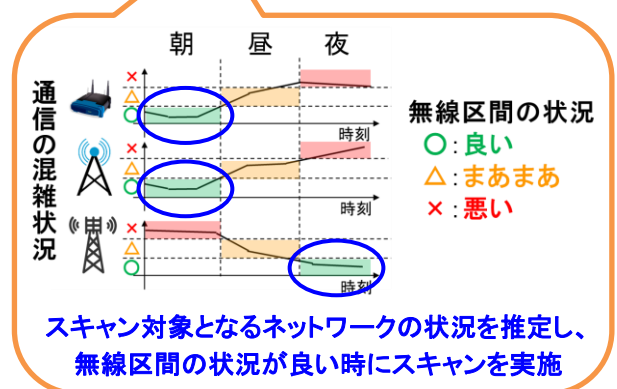 朝 昼 夜
通信の混雑状況
×
△
○
時刻
×
△
○
時刻
×
△
○
時刻
無線区間の状況
○:良い
△:まあまあ
×:悪い
スキャン対象となるネットワークの状況を推定し、
無線区間の状況が良い時にスキャンを実施